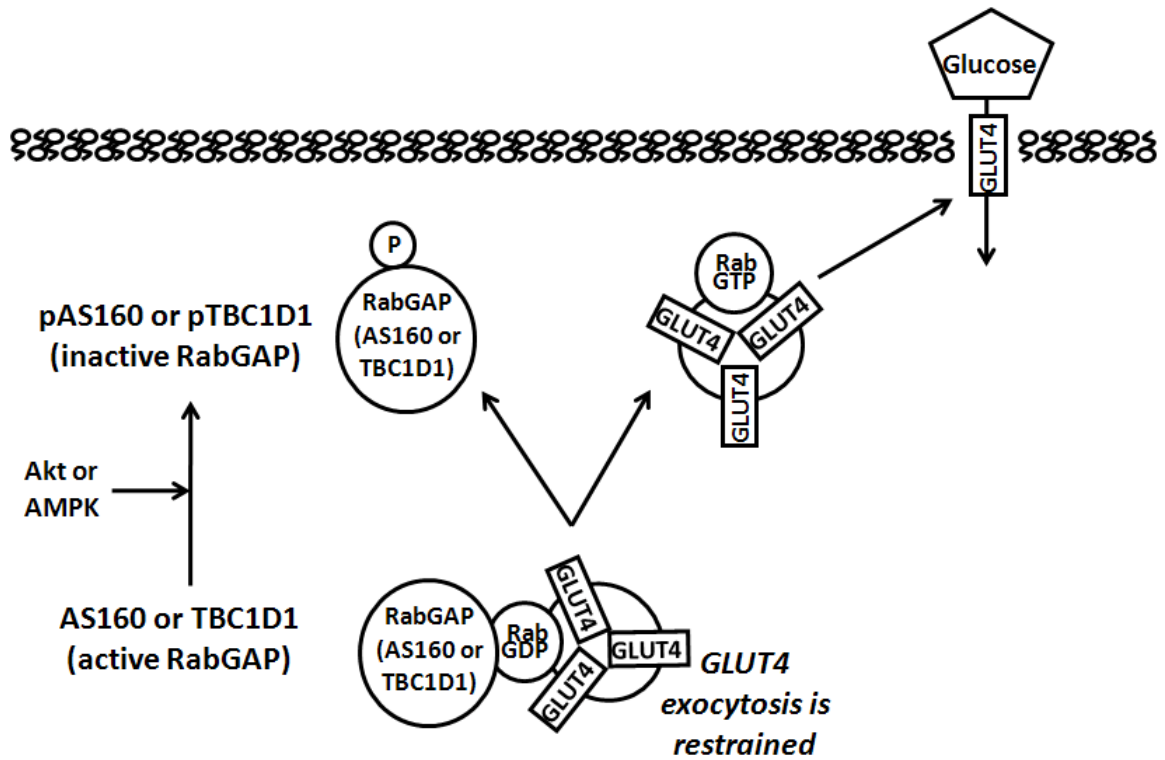 Glucose
GLUT4
P
RabGAP
(AS160 or
TBC1D1)
pAS160 or pTBC1D1
(inactive RabGAP)
Rab
GTP
GLUT4
GLUT4
GLUT4
Akt or
AMPK
AS160 or TBC1D1
(active RabGAP)
RabGAP
(AS160 or
TBC1D1)
Rab
GDP
GLUT4
GLUT4
GLUT4
GLUT4
exocytosis is
restrained